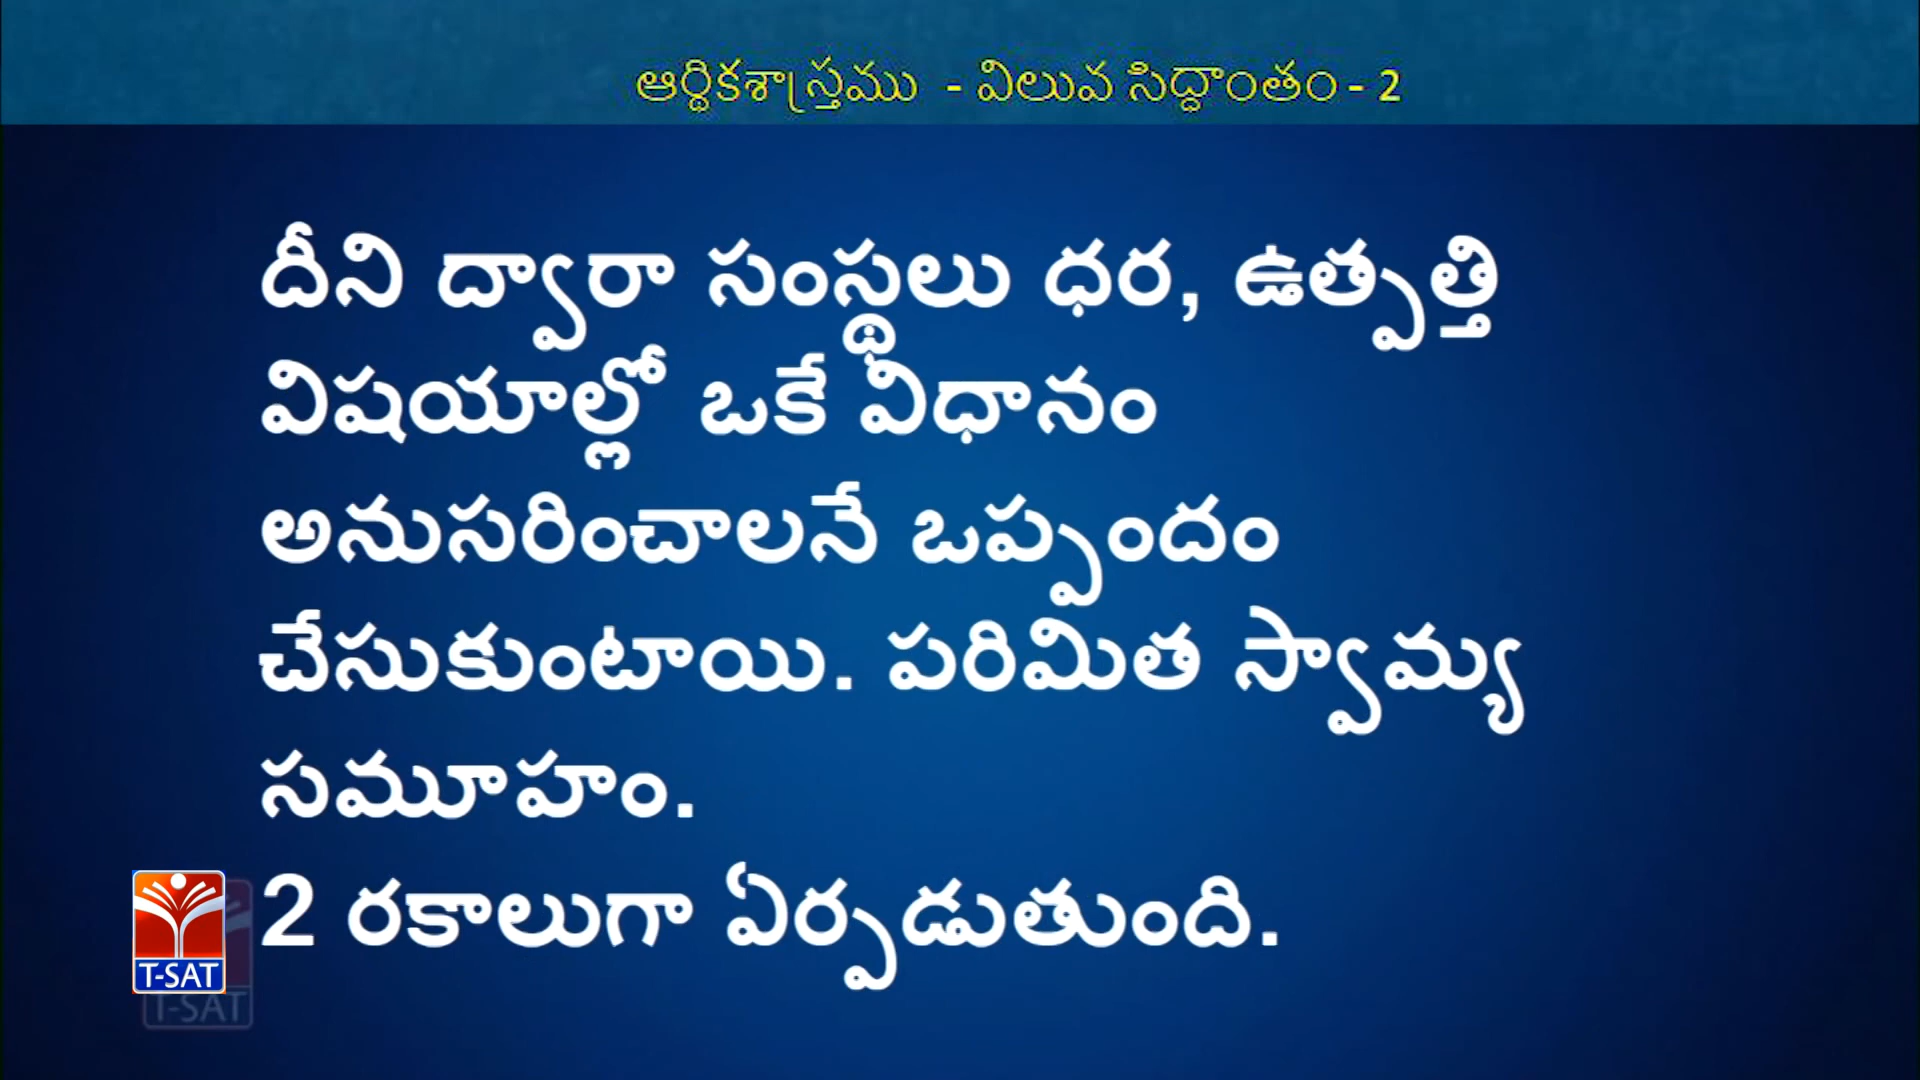 ఆర్థికశాస్త్రము - విలువ సిద్ధాంతం - 2
దీని ద్వారా సంస్థలు ధర, ఉత్పత్తి
విషయాల్లో ఒకే విధానం
అనుసరించాలనే ఒప్పందం
చేసుకుంటాయి. పరిమిత స్వామ్య
సమూహం.
2 రకాలుగా ఏర్పడుతుంది.
T-SAT
T-SAT